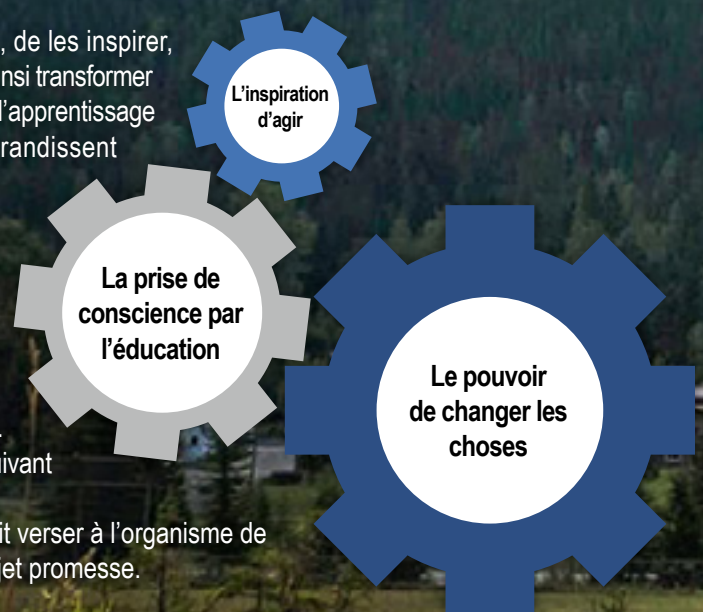 , de les inspirer,
nsi transformer
l'apprentissage
randissent
L'inspiration
d'agir
La prise de
conscience par
l'éducation
Le pouvoir
de changer les
choses
uivant
it verser à l'organisme de
jet promesse.